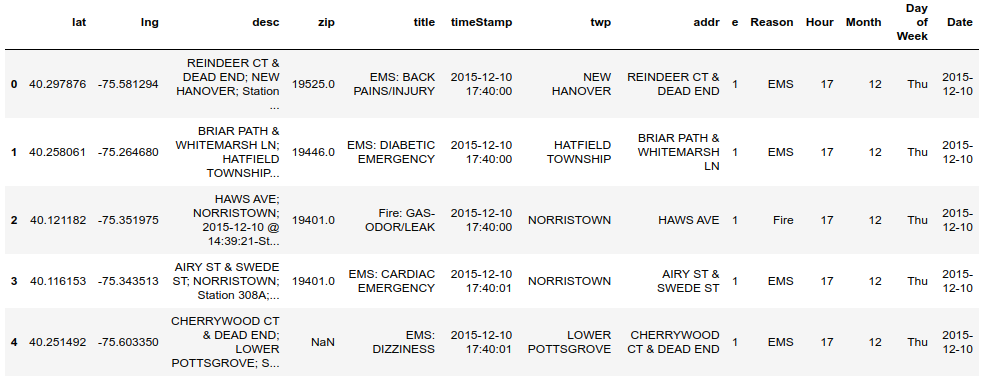 lat lng desc zip title timeStamp twp addr e Reason Hour Month Day of Week Date
0 40.297876 -75.581294 REINDEER CT & DEAD END; NEW HANOVER; Station ... 19525.0 EMS: BACK PAINS/INJURY 2015-12-10 17:40:00 NEW HANOVER REINDEER CT & DEAD END 1 EMS 17 12 Thu 2015-12-10
1 40.258061 -75.264680 BRIAR PATH & WHITEMARSH LN; HATFIELD TOWNSHIP... 19446.0 EMS: DIABETIC EMERGENCY 2015-12-10 17:40:00 HATFIELD TOWNSHIP BRIAR PATH & WHITEMARSH LN 1 EMS 17 12 Thu 2015-12-10
2 40.121182 -75.351975 HAWS AVE; NORRISTOWN; 2015-12-10 @ 14:39:21-St... 19401.0 Fire: GAS-ODOR/LEAK 2015-12-10 17:40:00 NORRISTOWN HAWS AVE 1 Fire 17 12 Thu 2015-12-10
3 40.116153 -75.343513 AIRY ST & SWEDE ST; NORRISTOWN; Station 308A;... 19401.0 EMS: CARDIAC EMERGENCY 2015-12-10 17:40:01 NORRISTOWN AIRY ST & SWEDE ST 1 EMS 17 12 Thu 2015-12-10
4 40.251492 -75.603350 CHERRYWOOD CT & DEAD END; LOWER POTTSGROVE; S... NaN EMS: DIZZINESS 2015-12-10 17:40:01 LOWER POTTSGROVE CHERRYWOOD CT & DEAD END 1 EMS 17 12 Thu 2015-12-10